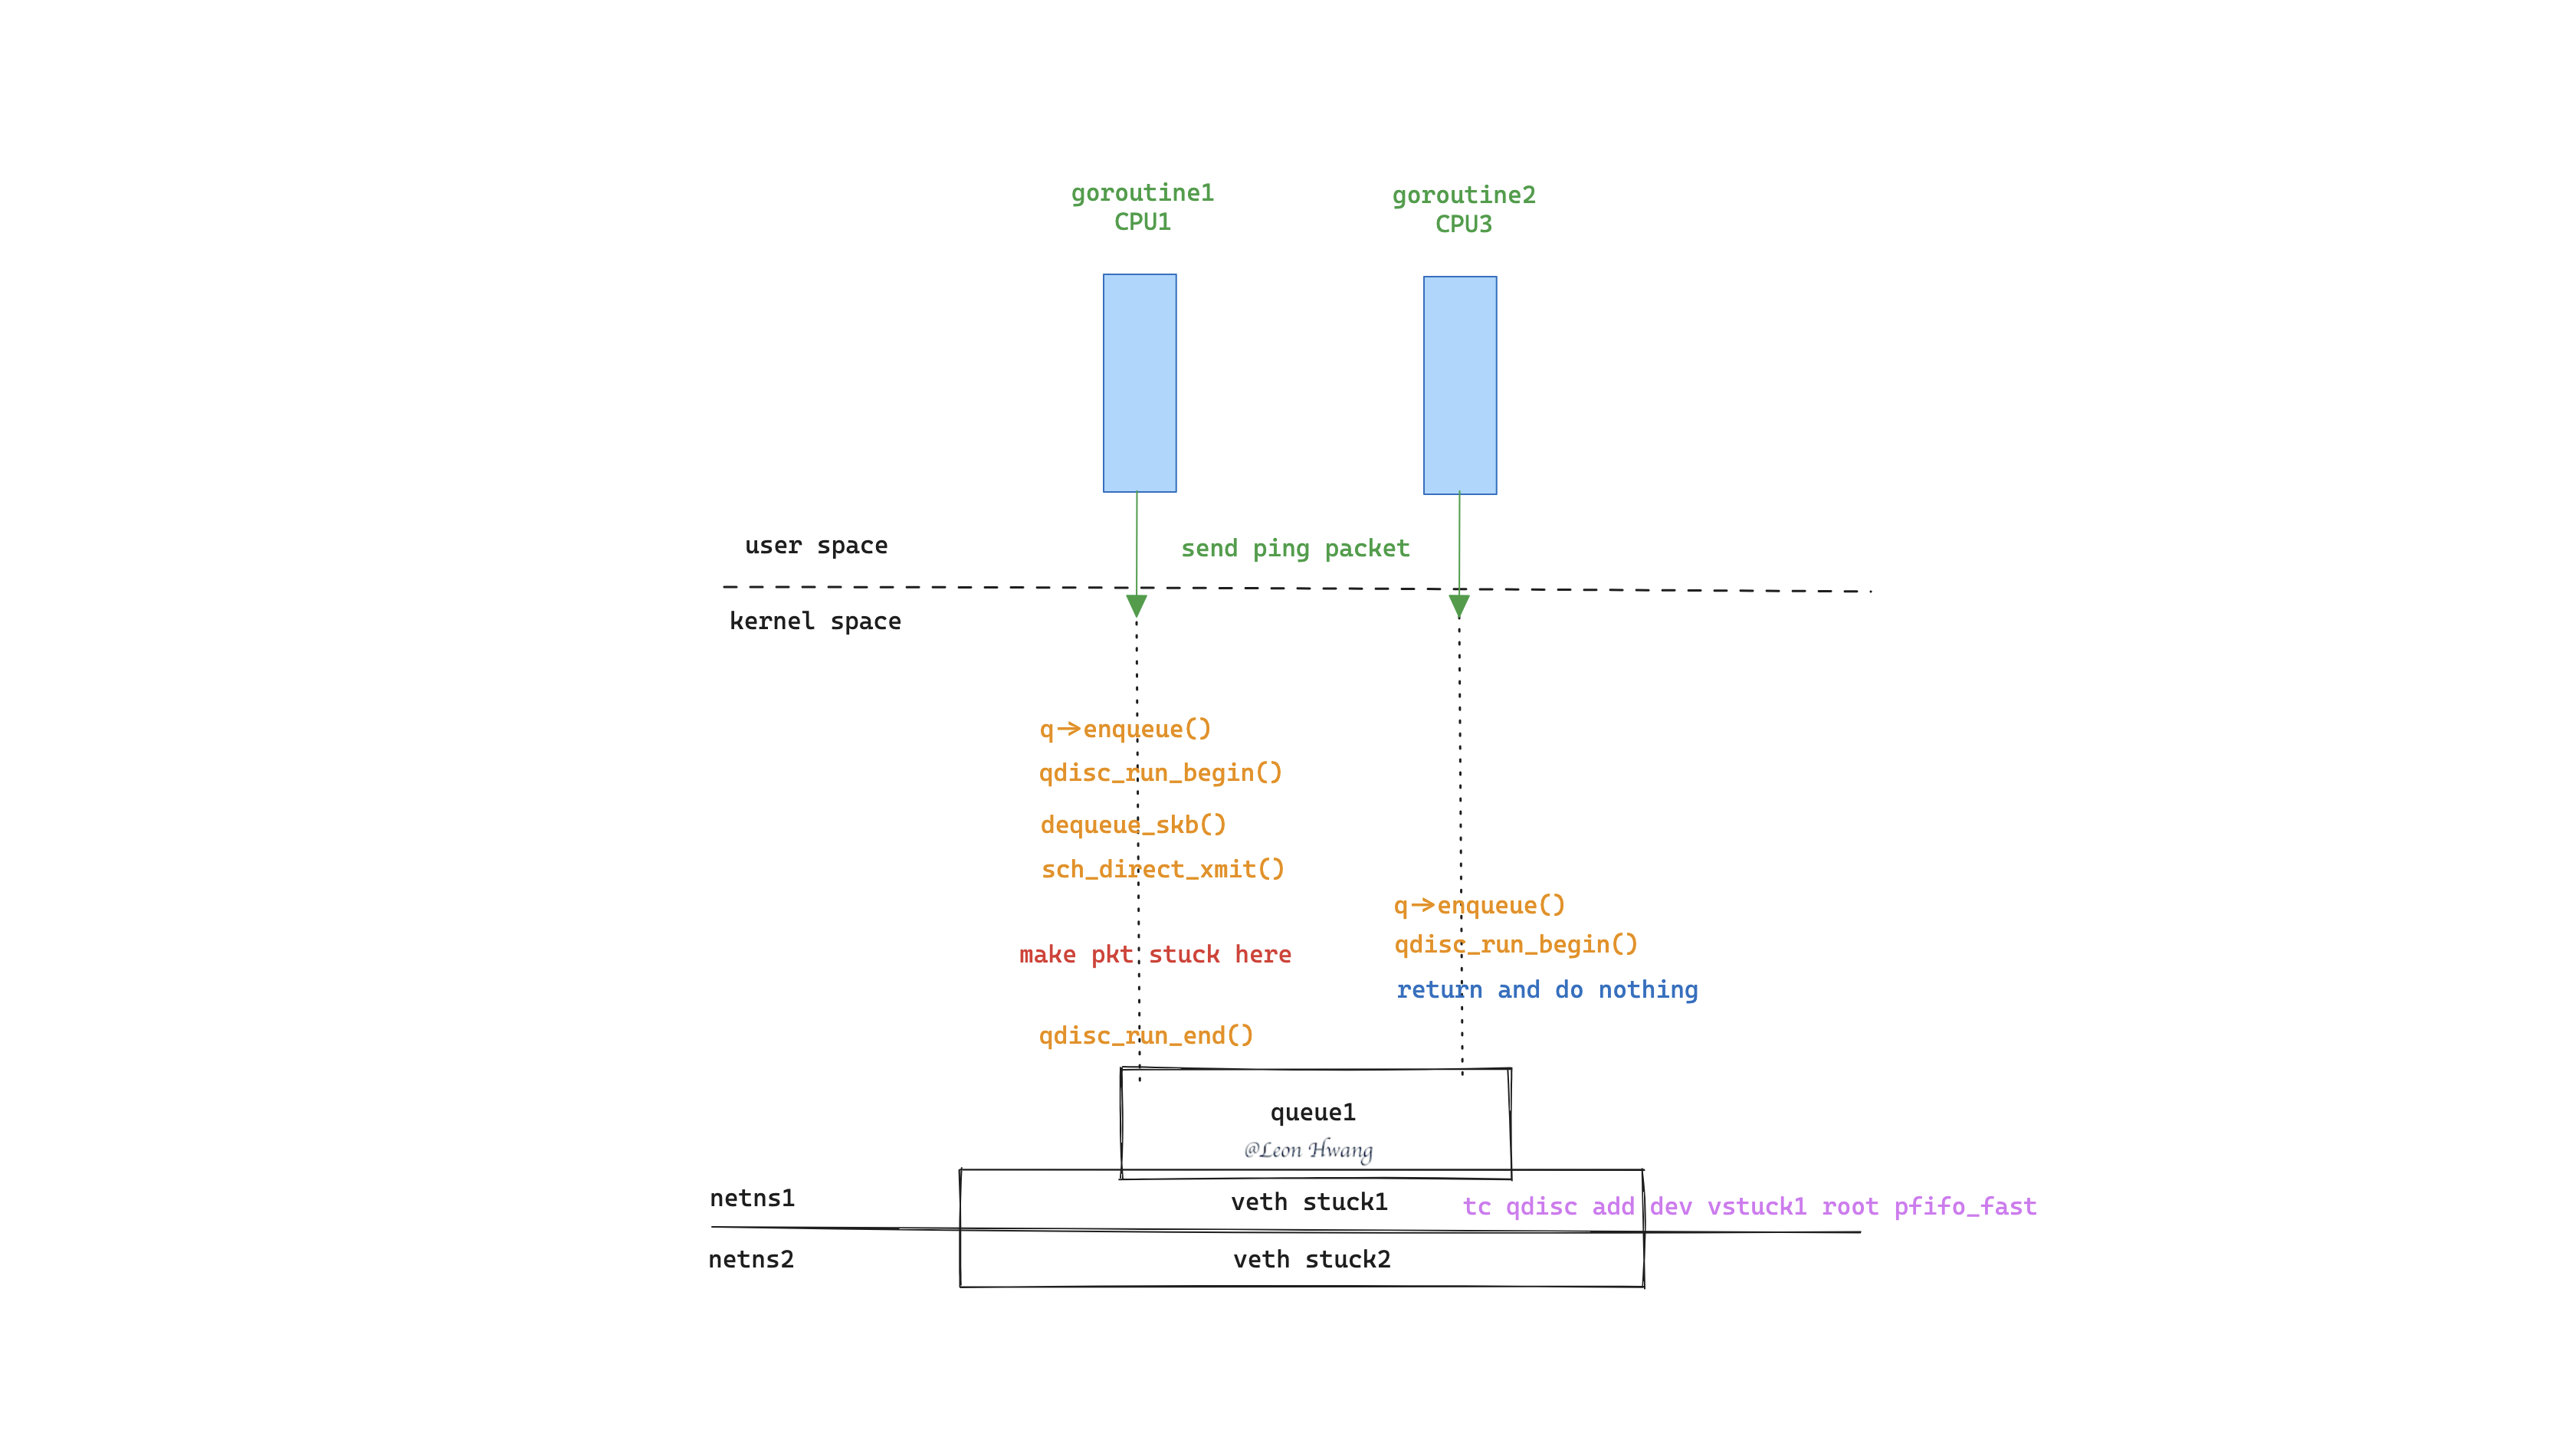 goroutine1
CPU1
goroutine2
CPU3
user space
send ping packet
kernel space
q->enqueue()
qdisc_run_begin()
dequeue_skb()
sch_direct_xmit()
q->enqueue()
qdisc_run_begin()
make pkt stuck here
return and do nothing
qdisc_run_end()
queue1
@Leon Hwang
netns1
veth stuck1
tc qdisc add dev vstuck1 root pfifo_fast
netns2
veth stuck2